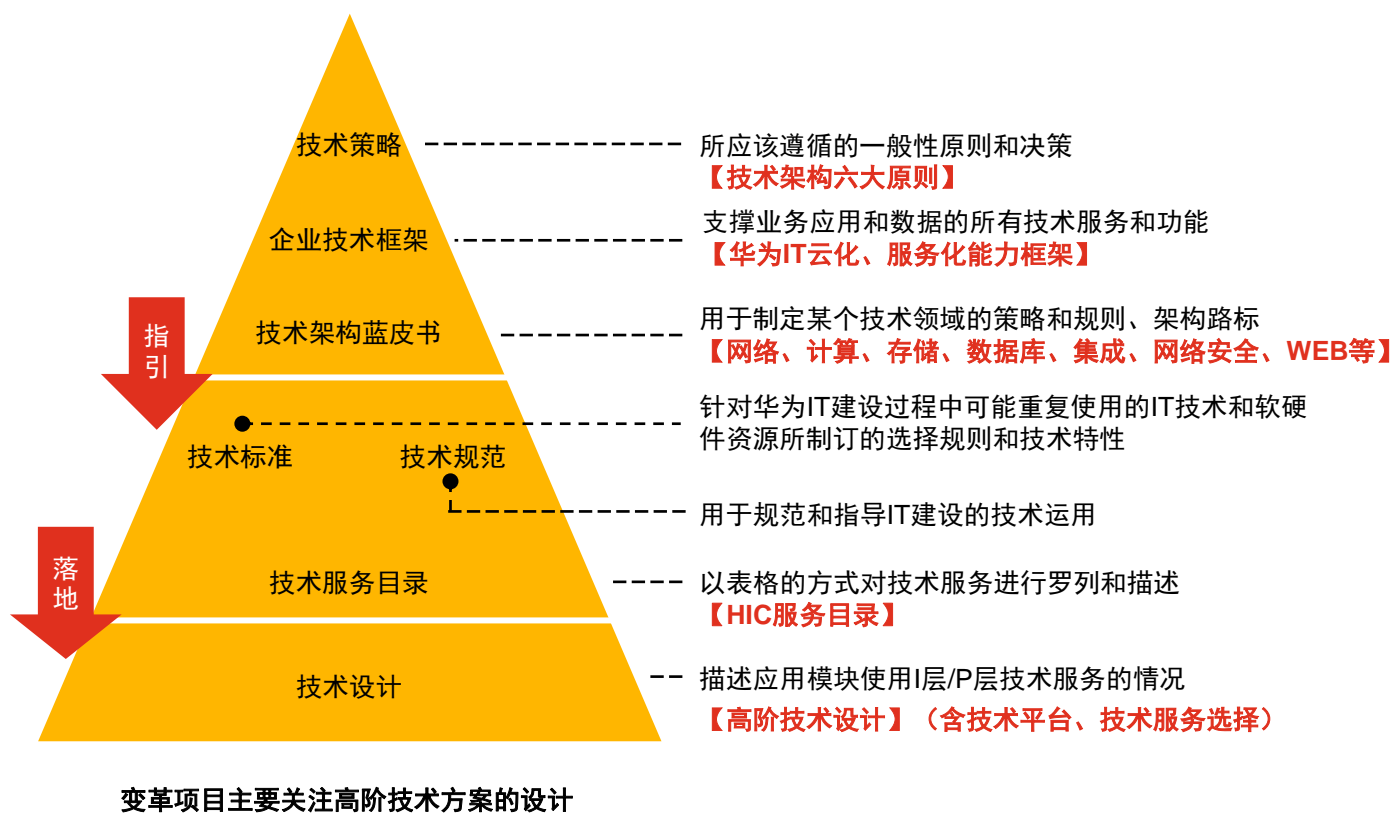 技术策略
所应该遵循的一般性原则和决策
【技术架构六大原则】
企业技术框架
支撑业务应用和数据的所有技术服务和功能
【华为IT云化、服务化能力框架】
指
引
技术架构蓝皮书
用于制定某个技术领域的策略和规则、架构路标
【网络、计算、存储、数据库、集成、网络安全、WEB等】
技术标准
针对华为IT建设过程中可能重复使用的IT技术和软硬
件资源所制订的选择规则和技术特性
技术规范
用于规范和指导IT建设的技术运用
落
地
技术服务目录
以表格的方式对技术服务进行罗列和描述
【HIC服务目录】
技术设计
描述应用模块使用I层/P层技术服务的情况
【高阶技术设计】（含技术平台、技术服务选择）
变革项目主要关注高阶技术方案的设计